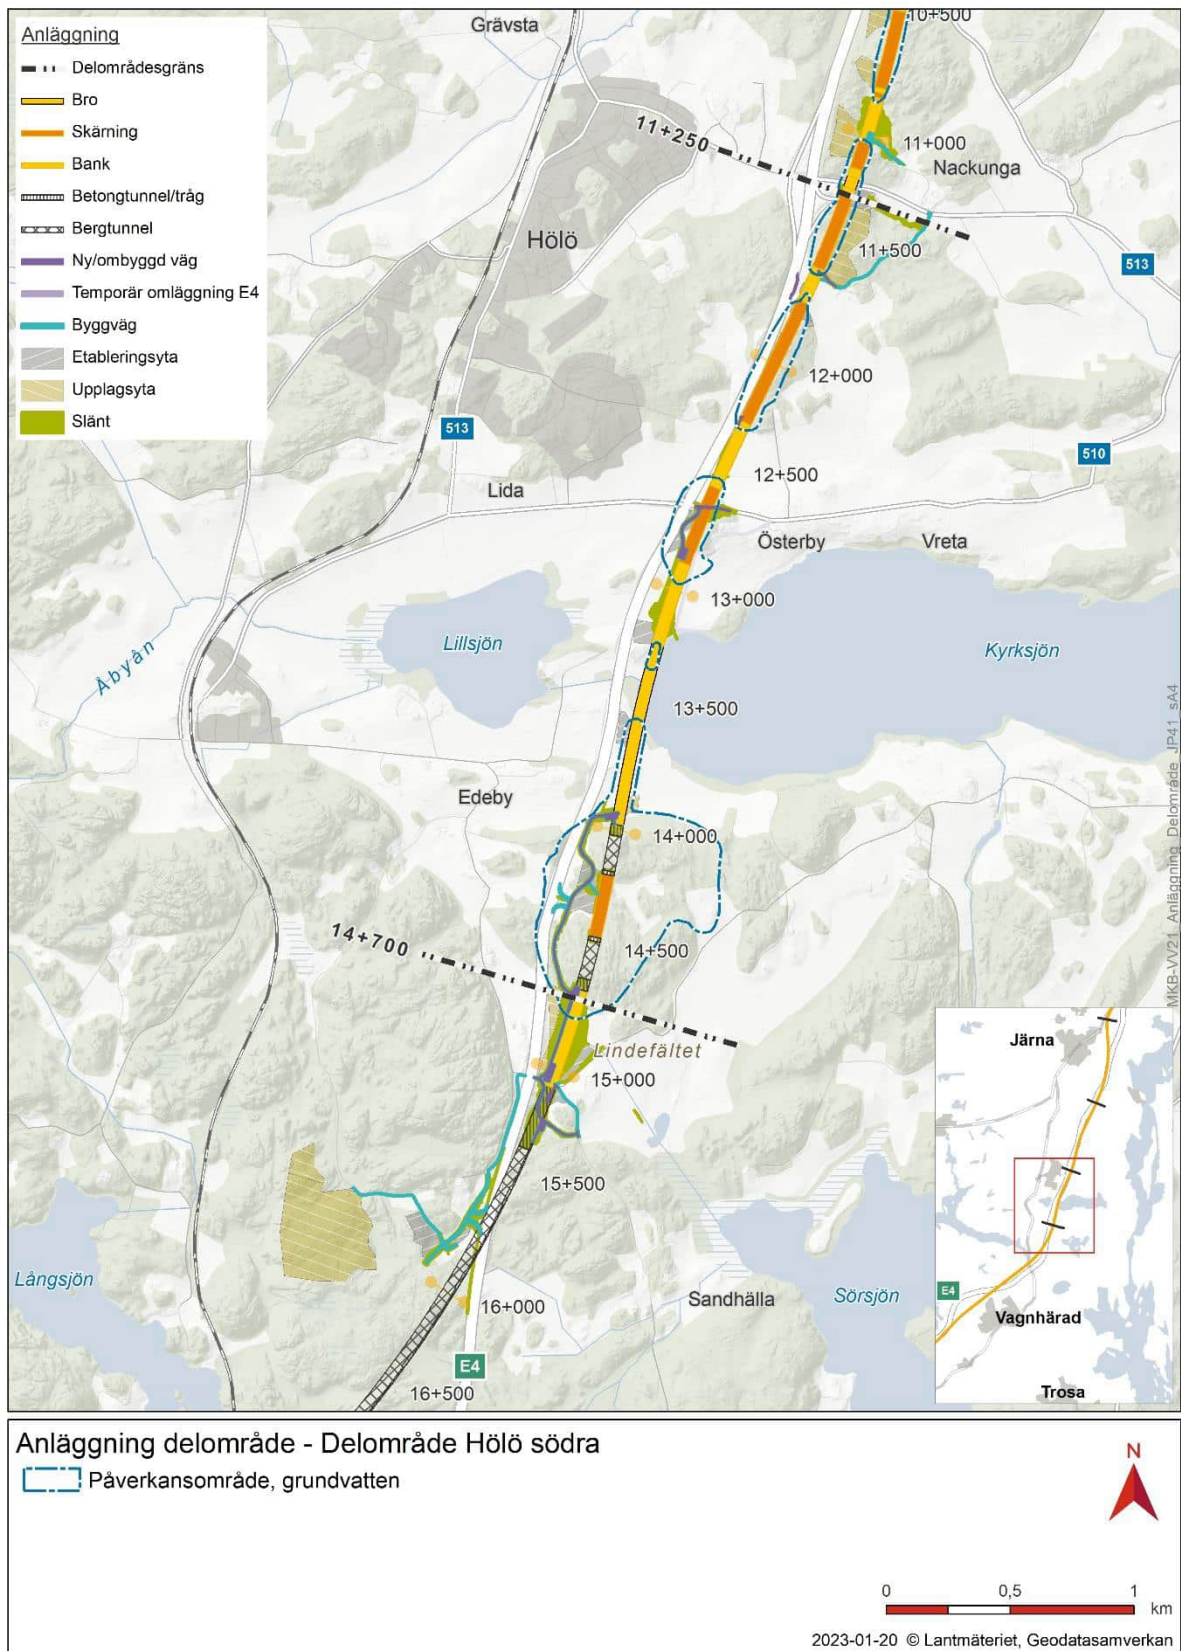 Anläggning
Delområdesgräns
Bro
Skärning
Bank
Betongtunnel/tråg
Bergtunnel
Ny/ombyggd väg
Temporär omläggning E4
Byggväg
Etableringsyta
Upplagsyta
Slänt
Grävsta
10+500
11+250
11+000
Nackunga
Hölö
11+500
513
12+000
513
510
12+500
Lida
Österby
Vreta
13+000
Lillsjön
Kyrksjön
Åbyån
13+500
Edeby
14+000
14+700
14+500
Lindefältet
15+000
15+500
Långsjön
16+000
Sandhälla
Sörsjön
E4
16+500
Järna
E4
Vagnhärad
Trosa
MKB-VV21_Anläggning_Delområde_JP41_sA4
Anläggning delområde - Delområde Hölö södra
Påverkansområde, grundvatten
N
0 0,5 1
km
2023-01-20 © Lantmäteriet, Geodatasamverkan